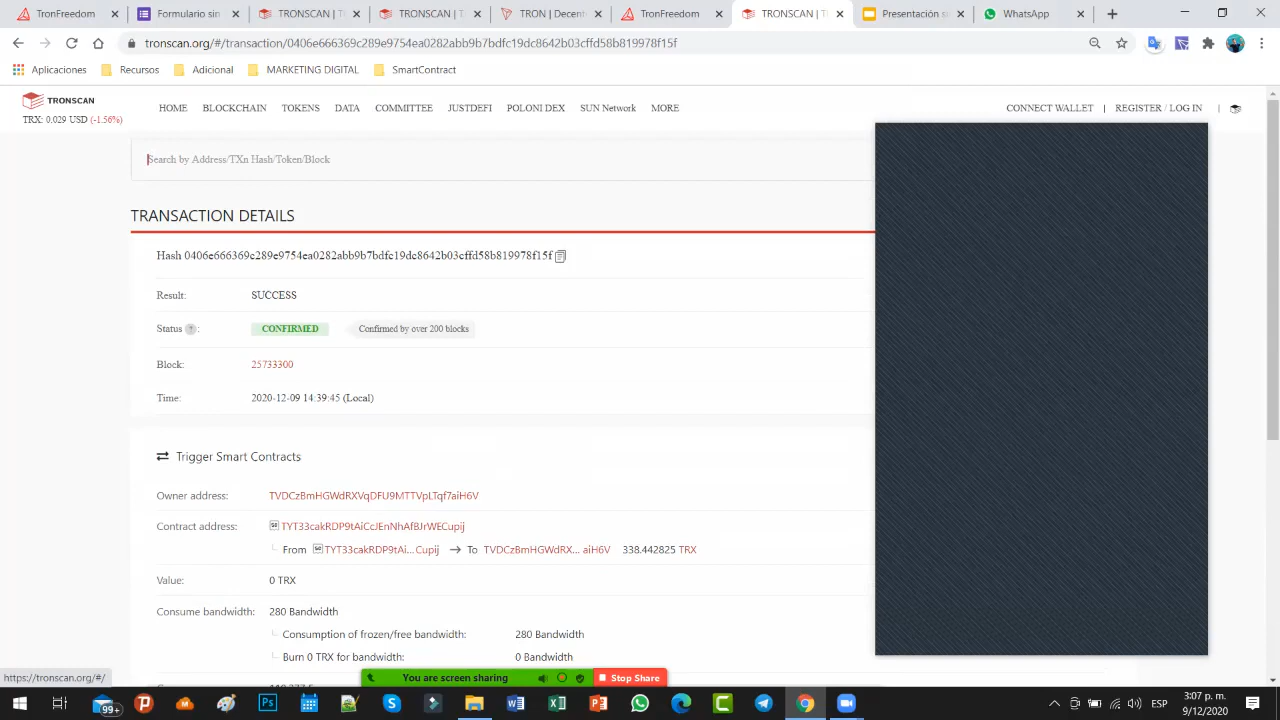 TronFreedom
Formulario sin
TRONSCAN | T
TRONSCAN | T
TRON | Decen
TronFreedom
TRONSCAN | T
Presentación si
WhatsApp
tronscan.org/#/transaction/0406e666369c289e9754ea0282abb9b7bdfc19dc8642b03cffd58b819978f15f
Aplicaciones
Recursos
Adicional
MARKETING DIGITAL
SmartContract
TRONSCAN
TRX: 0.029 USD (-1.56%)
HOME
BLOCKCHAIN
TOKENS
DATA
COMMITTEE
JUSTDEFI
POLONI DEX
SUN Network
MORE
CONNECT WALLET | REGISTER / LOG IN |
Search by Address/TXn Hash/Token/Block
TRANSACTION DETAILS
Hash 0406e666369c289e9754ea0282abb9b7bdfc19dc8642b03cffd58b819978f15f
Result: SUCCESS
Status ? : CONFIRMED Confirmed by over 200 blocks
Block: 25733300
Time: 2020-12-09 14:39:45 (Local)
Trigger Smart Contracts
Owner address: TVDCzBmHGWdRXVqDFU9MTTVpLTqf7aiH6V
Contract address: TYT33cakRDP9tAiCcJEnNhAfBJrWECupij
From TYT33cakRDP9tAi... Cupij → To TVDCzBmHGWdRX... aiH6V 338.442825 TRX
Value: 0 TRX
Consume bandwidth: 280 Bandwidth
Consumption of frozen/free bandwidth: 280 Bandwidth
Burn 0 TRX for bandwidth: 0 Bandwidth
https://tronscan.org/#/
You are screen sharing
Stop Share
99+
Ps
ESP
3:07 p. m.
9/12/2020